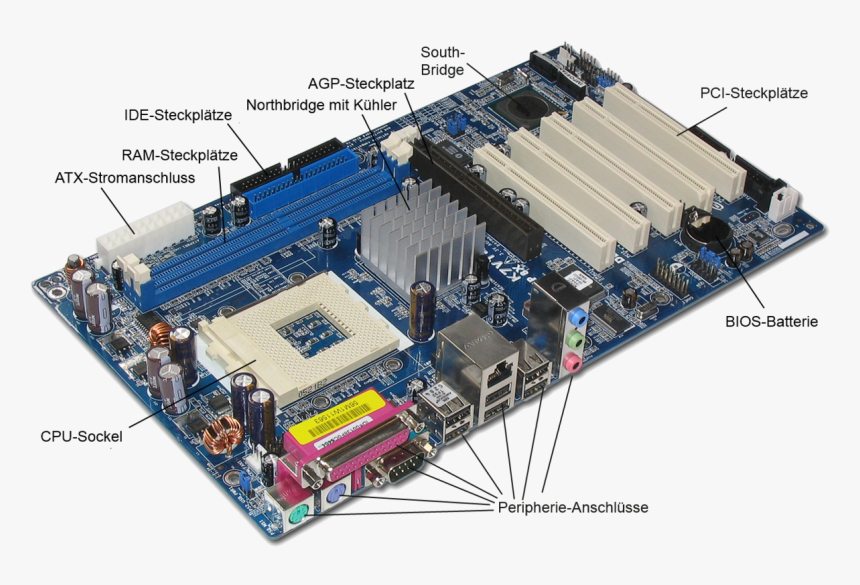 South-
Bridge
AGP-Steckplatz
Northbridge mit Kühler
PCI-Steckplätze
IDE-Steckplätze
RAM-Steckplätze
ATX-Stromanschluss
BIOS-Batterie
CPU-Sockel
Peripherie-Anschlüsse